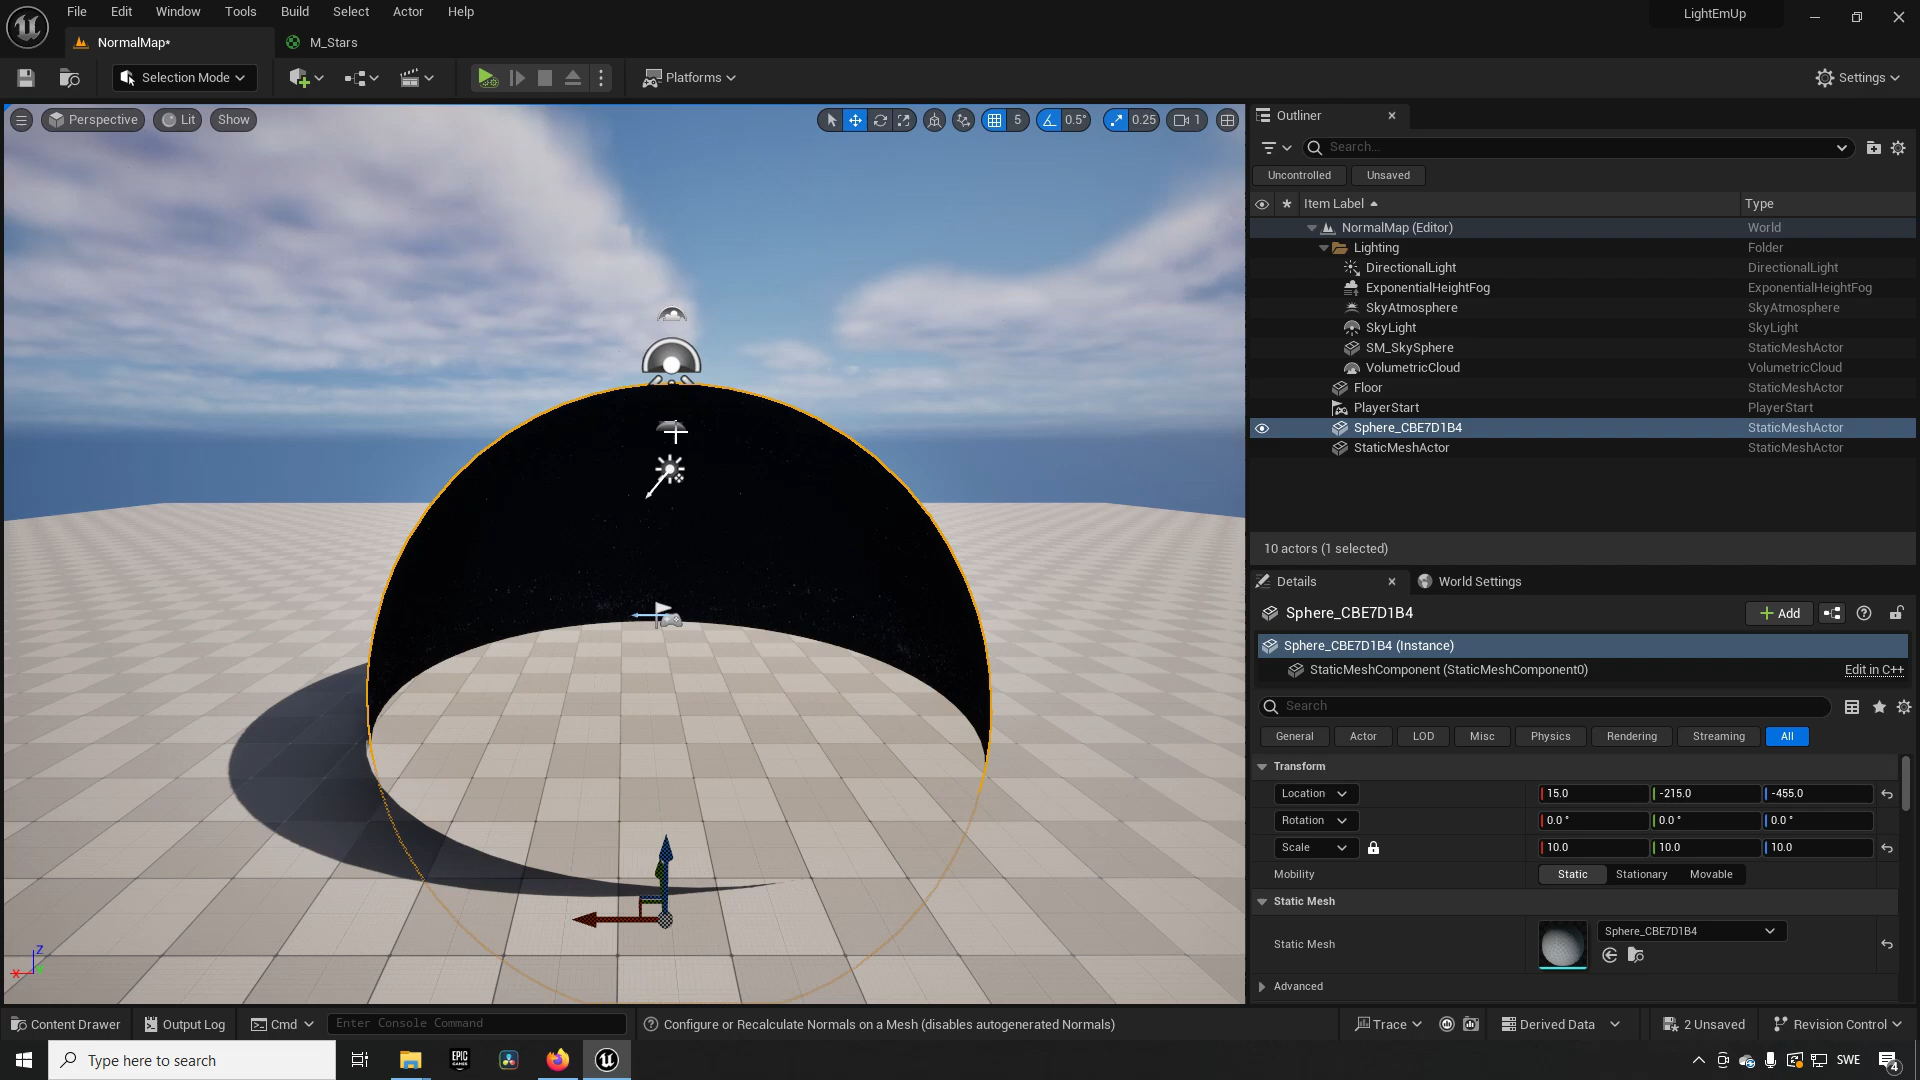 File Edit Window Tools Build Select Actor Help
LightEmUp
NormalMap*
M_Stars
Selection Mode
Platforms
Settings
Perspective
Lit
Show
5
0.5°
0.25
1
Outliner
Search...
Uncontrolled
Unsaved
Item Label
Type
NormalMap (Editor) World
Lighting Folder
DirectionalLight DirectionalLight
ExponentialHeightFog ExponentialHeightFog
SkyAtmosphere SkyAtmosphere
SkyLight SkyLight
SM_SkySphere StaticMeshActor
VolumetricCloud VolumetricCloud
Floor StaticMeshActor
PlayerStart PlayerStart
Sphere_CBE7D1B4 StaticMeshActor
StaticMeshActor StaticMeshActor
10 actors (1 selected)
Details
World Settings
Sphere_CBE7D1B4
Add
Sphere_CBE7D1B4 (Instance)
StaticMeshComponent (StaticMeshComponent0)
Edit in C++
Search
General Actor LOD Misc Physics Rendering Streaming All
Transform
Location 15.0 -215.0 -455.0
Rotation 0.0 ° 0.0 ° 0.0 °
Scale 10.0 10.0 10.0
Mobility Static Stationary Movable
Static Mesh
Static Mesh Sphere_CBE7D1B4
Advanced
Z
X
Content Drawer
Output Log
Cmd
Enter Console Command
Configure or Recalculate Normals on a Mesh (disables autogenerated Normals)
Trace
Derived Data
2 Unsaved
Revision Control
Type here to search
EPIC
GAMES
SWE
4